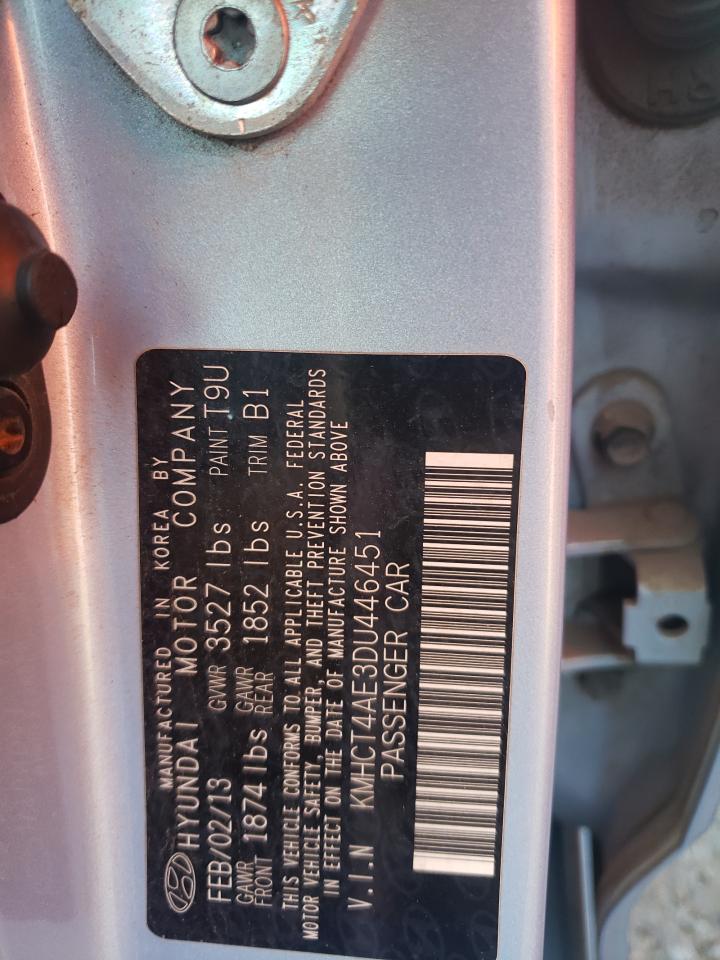 MANUFACTURED IN KOREA BY
HYUNDAI MOTOR COMPANY
FEB/02/13 GVWR 3527 lbs PAINT T9U
GAWR FRONT 1874 lbs GAWR REAR 1852 lbs TRIM B1
THIS VEHICLE CONFORMS TO ALL APPLICABLE U.S.A. FEDERAL
MOTOR VEHICLE SAFETY, BUMPER, AND THEFT PREVENTION STANDARDS
IN EFFECT ON THE DATE OF MANUFACTURE SHOWN ABOVE
V.I.N KMHCT4AE3DU446451
PASSENGER CAR